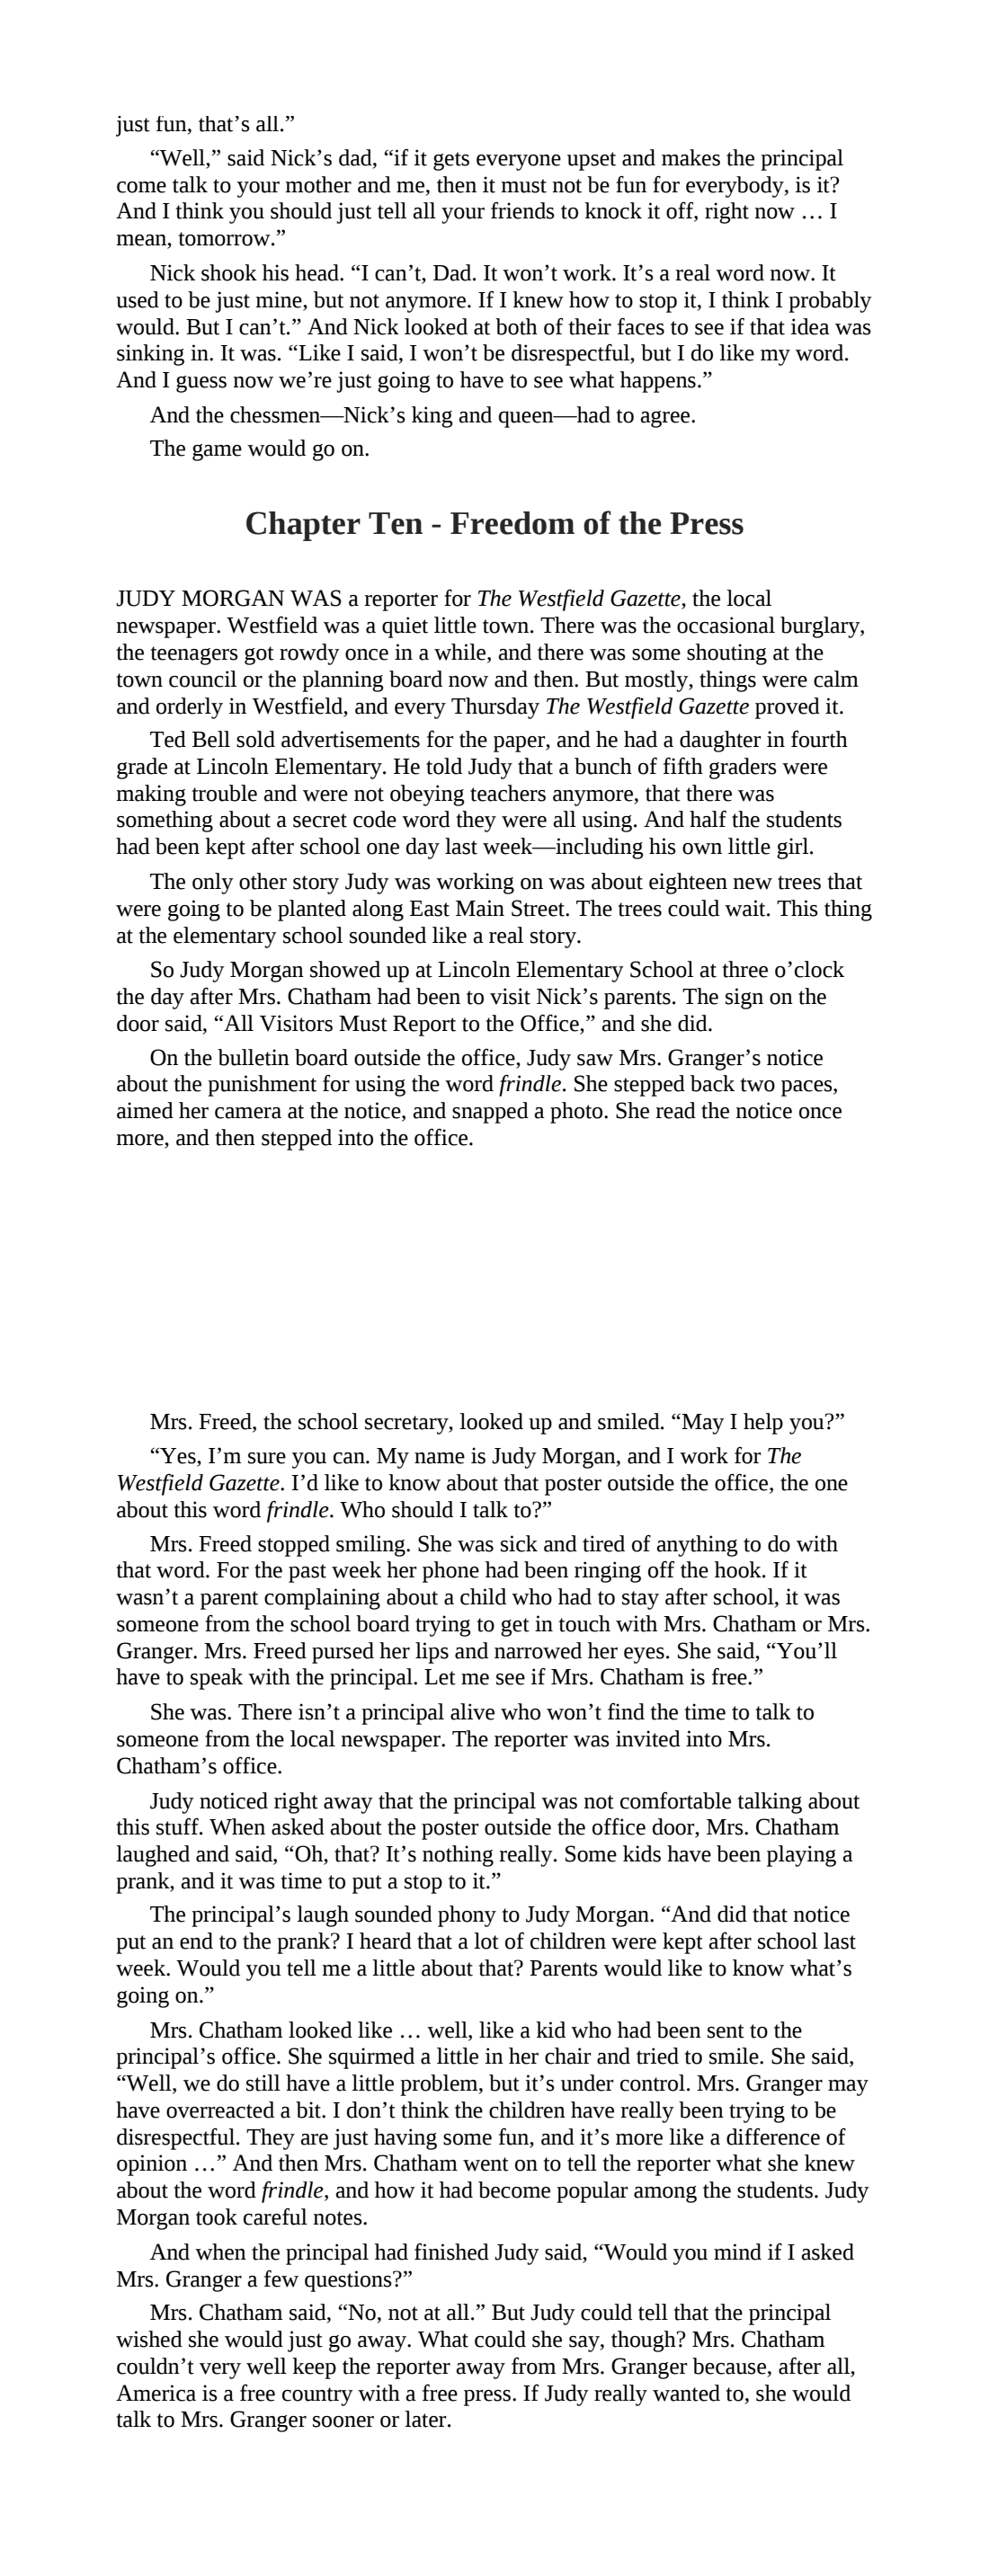 just fun, that’s all.”
“Well,” said Nick’s dad, “if it gets everyone upset and makes the principal
come talk to your mother and me, then it must not be fun for everybody, is it?
And I think you should just tell all your friends to knock it off, right now … I
mean, tomorrow.”
Nick shook his head. “I can’t, Dad. It won’t work. It’s a real word now. It
used to be just mine, but not anymore. If I knew how to stop it, I think I probably
would. But I can’t.” And Nick looked at both of their faces to see if that idea was
sinking in. It was. “Like I said, I won’t be disrespectful, but I do like my word.
And I guess now we’re just going to have to see what happens.”
And the chessmen—Nick’s king and queen—had to agree.
The game would go on.
Chapter Ten - Freedom of the Press
JUDY MORGAN WAS a reporter for The Westfield Gazette, the local
newspaper. Westfield was a quiet little town. There was the occasional burglary,
the teenagers got rowdy once in a while, and there was some shouting at the
town council or the planning board now and then. But mostly, things were calm
and orderly in Westfield, and every Thursday The Westfield Gazette proved it.
Ted Bell sold advertisements for the paper, and he had a daughter in fourth
grade at Lincoln Elementary. He told Judy that a bunch of fifth graders were
making trouble and were not obeying teachers anymore, that there was
something about a secret code word they were all using. And half the students
had been kept after school one day last week—including his own little girl.
The only other story Judy was working on was about eighteen new trees that
were going to be planted along East Main Street. The trees could wait. This thing
at the elementary school sounded like a real story.
So Judy Morgan showed up at Lincoln Elementary School at three o’clock
the day after Mrs. Chatham had been to visit Nick’s parents. The sign on the
door said, “All Visitors Must Report to the Office,” and she did.
On the bulletin board outside the office, Judy saw Mrs. Granger’s notice
about the punishment for using the word frindle. She stepped back two paces,
aimed her camera at the notice, and snapped a photo. She read the notice once
more, and then stepped into the office.
Mrs. Freed, the school secretary, looked up and smiled. “May I help you?”
“Yes, I’m sure you can. My name is Judy Morgan, and I work for The
Westfield Gazette. I’d like to know about that poster outside the office, the one
about this word frindle. Who should I talk to?”
Mrs. Freed stopped smiling. She was sick and tired of anything to do with
that word. For the past week her phone had been ringing off the hook. If it
wasn’t a parent complaining about a child who had to stay after school, it was
someone from the school board trying to get in touch with Mrs. Chatham or Mrs.
Granger. Mrs. Freed pursed her lips and narrowed her eyes. She said, “You’ll
have to speak with the principal. Let me see if Mrs. Chatham is free.”
She was. There isn’t a principal alive who won’t find the time to talk to
someone from the local newspaper. The reporter was invited into Mrs.
Chatham’s office.
Judy noticed right away that the principal was not comfortable talking about
this stuff. When asked about the poster outside the office door, Mrs. Chatham
laughed and said, “Oh, that? It’s nothing really. Some kids have been playing a
prank, and it was time to put a stop to it.”
The principal’s laugh sounded phony to Judy Morgan. “And did that notice
put an end to the prank? I heard that a lot of children were kept after school last
week. Would you tell me a little about that? Parents would like to know what’s
going on.”
Mrs. Chatham looked like … well, like a kid who had been sent to the
principal’s office. She squirmed a little in her chair and tried to smile. She said,
“Well, we do still have a little problem, but it’s under control. Mrs. Granger may
have overreacted a bit. I don’t think the children have really been trying to be
disrespectful. They are just having some fun, and it’s more like a difference of
opinion …” And then Mrs. Chatham went on to tell the reporter what she knew
about the word frindle, and how it had become popular among the students. Judy
Morgan took careful notes.
And when the principal had finished Judy said, “Would you mind if I asked
Mrs. Granger a few questions?”
Mrs. Chatham said, “No, not at all.” But Judy could tell that the principal
wished she would just go away. What could she say, though? Mrs. Chatham
couldn’t very well keep the reporter away from Mrs. Granger because, after all,
America is a free country with a free press. If Judy really wanted to, she would
talk to Mrs. Granger sooner or later.